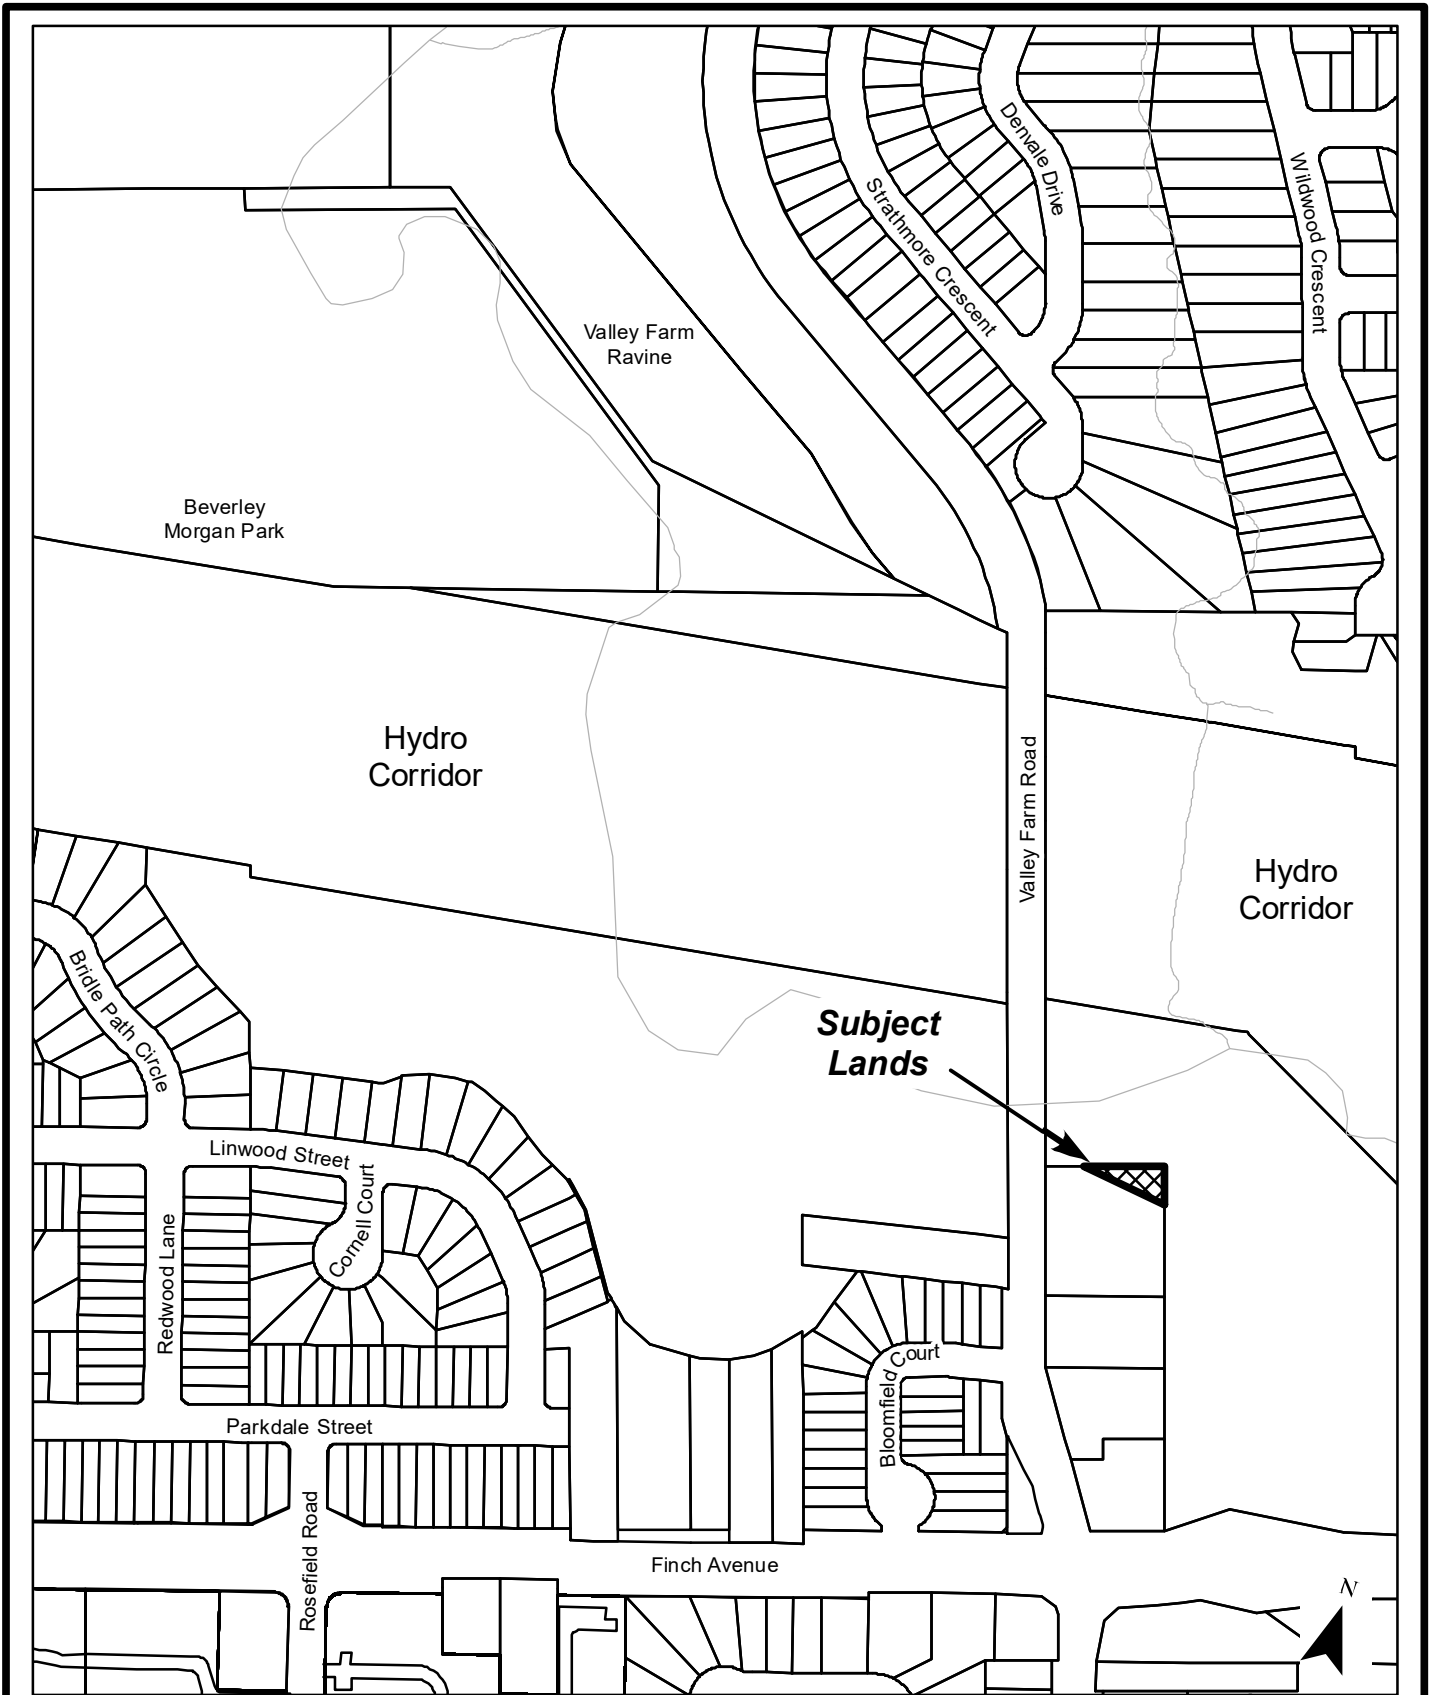 Denvale Drive
Wildwood Crescent
Strathmore Crescent
Valley Farm
Ravine
Beverley
Morgan Park
Hydro
Corridor
Valley Farm Road
Hydro
Corridor
Bridle Path Circle
Subject
Lands
Linwood Street
Cornell Court
Redwood Lane
Bloomfield Court
Parkdale Street
Rosefield Road
Finch Avenue
N